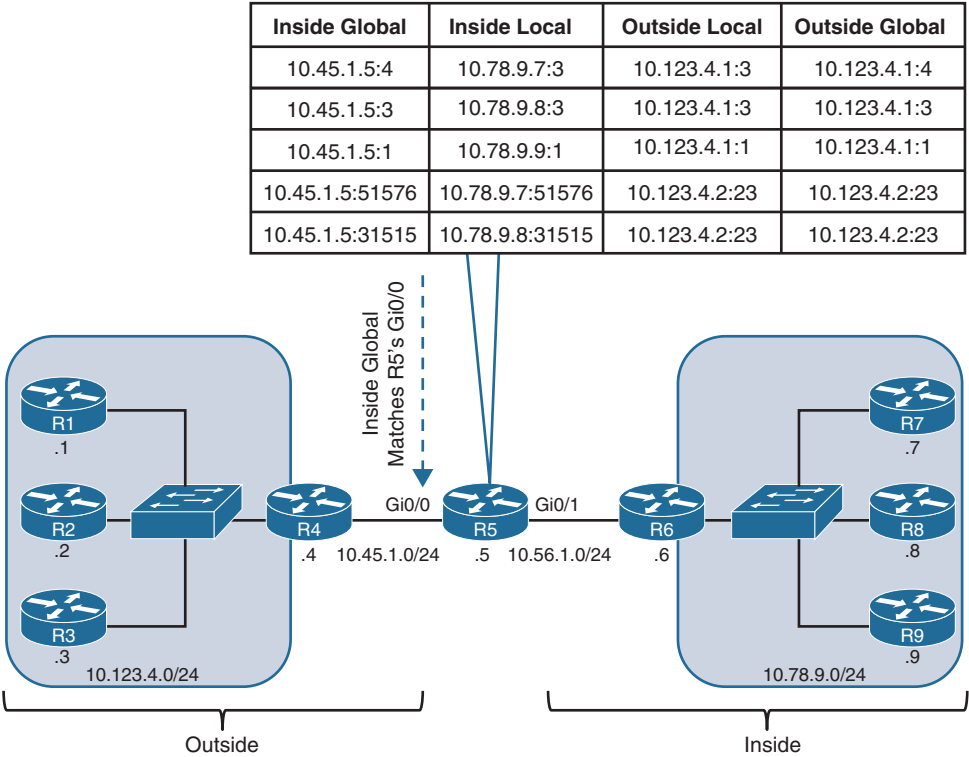 Inside Global Inside Local Outside Local Outside Global
10.45.1.5:4 10.78.9.7:3 10.123.4.1:3 10.123.4.1:4
10.45.1.5:3 10.78.9.8:3 10.123.4.1:3 10.123.4.1:3
10.45.1.5:1 10.78.9.9:1 10.123.4.1:1 10.123.4.1:1
10.45.1.5:51576 10.78.9.7:51576 10.123.4.2:23 10.123.4.2:23
10.45.1.5:31515 10.78.9.8:31515 10.123.4.2:23 10.123.4.2:23
Inside Global
Matches R5's Gi0/0
R1
.1
R2
.2
R3
.3
10.123.4.0/24
R4
.4
Gi0/0
10.45.1.0/24
R5
.5
Gi0/1
10.56.1.0/24
R6
.6
R7
.7
R8
.8
R9
.9
10.78.9.0/24
Outside
Inside